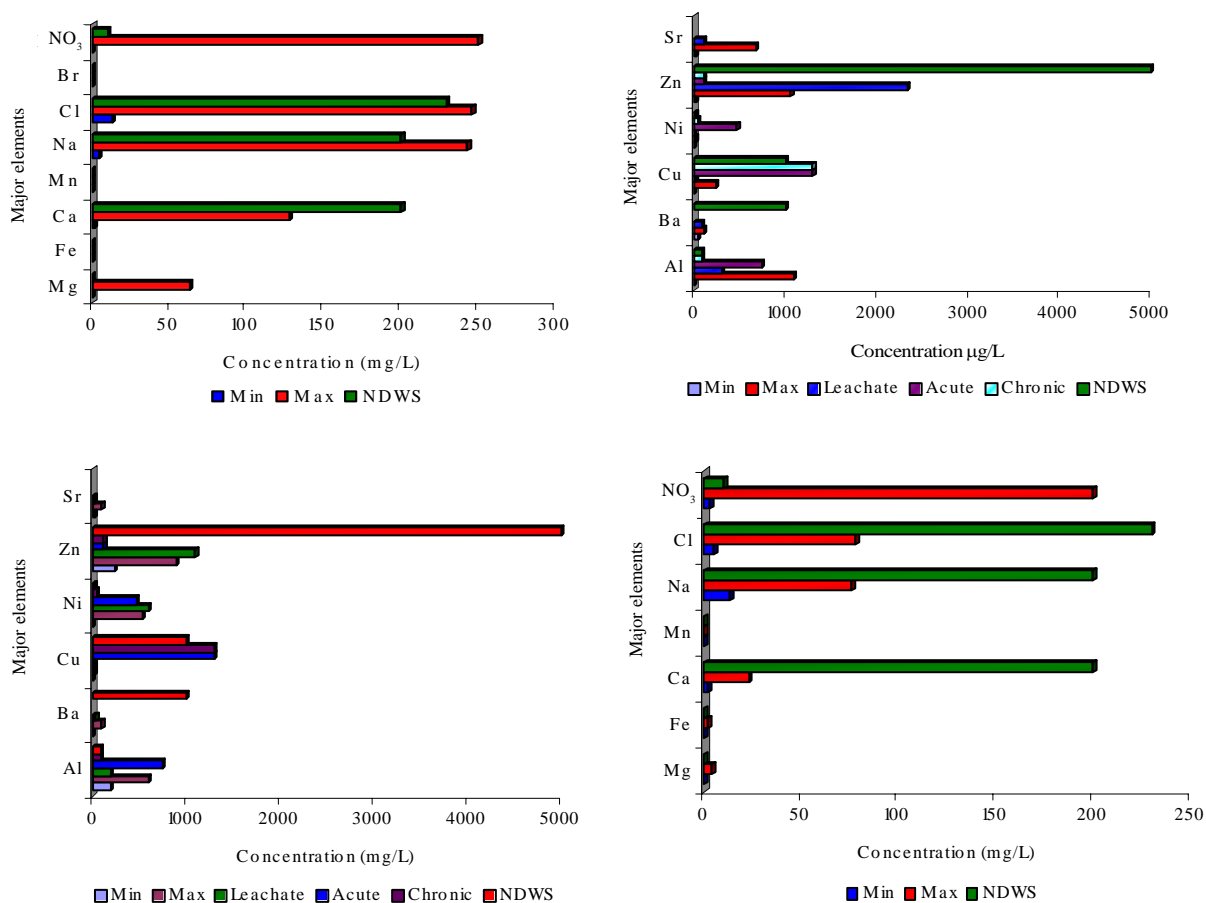 Major elements
NO3
Br
Cl
Na
Mn
Ca
Fe
Mg
0 50 100 150 200 250 300
Concentration (mg/L)
Min Max NDWS
Major elements
Sr
Zn
Ni
Cu
Ba
Al
0 1000 2000 3000 4000 5000
Concentration µg/L
Min Max Leachate Acute Chronic NDWS
Major elements
Sr
Zn
Ni
Cu
Ba
Al
0 1000 2000 3000 4000 5000
Concentration (mg/L)
Min Max Leachate Acute Chronic NDWS
Major elements
NO3
Cl
Na
Mn
Ca
Fe
Mg
0 50 100 150 200 250
Concentration (mg/L)
Min Max NDWS